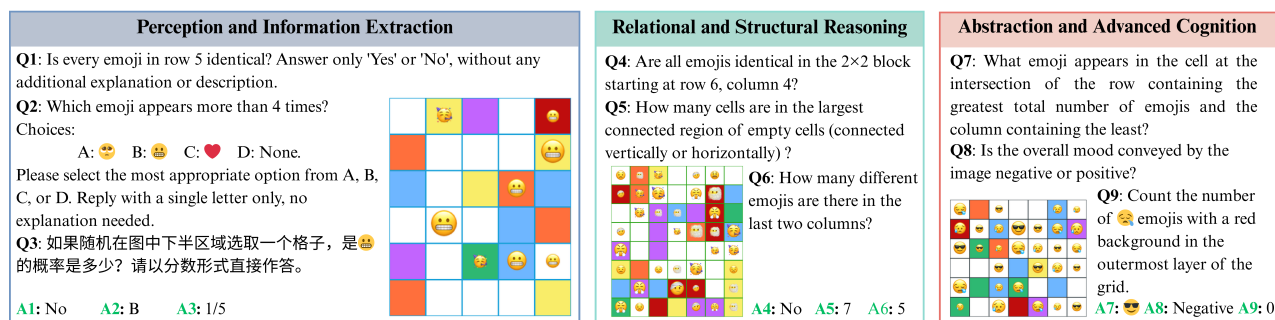 Perception and Information Extraction
Q1: Is every emoji in row 5 identical? Answer only 'Yes' or 'No', without any
additional explanation or description.
Q2: Which emoji appears more than 4 times?
Choices:
A: 🥺 B: 😬 C: ❤️ D: None.
Please select the most appropriate option from A, B,
C, or D. Reply with a single letter only, no
explanation needed.
Q3: 如果随机在图中下半区域选取一个格子，是😬
的概率是多少？请以分数形式直接作答。
A1: No A2: B A3: 1/5
Relational and Structural Reasoning
Q4: Are all emojis identical in the 2×2 block
starting at row 6, column 4?
Q5: How many cells are in the largest
connected region of empty cells (connected
vertically or horizontally) ?
Q6: How many different
emojis are there in the
last two columns?
A4: No A5: 7 A6: 5
Abstraction and Advanced Cognition
Q7: What emoji appears in the cell at the
intersection of the row containing the
greatest total number of emojis and the
column containing the least?
Q8: Is the overall mood conveyed by the
image negative or positive?
Q9: Count the number
of 😪 emojis with a red
background in the
outermost layer of the
grid.
A7: 😎 A8: Negative A9: 0